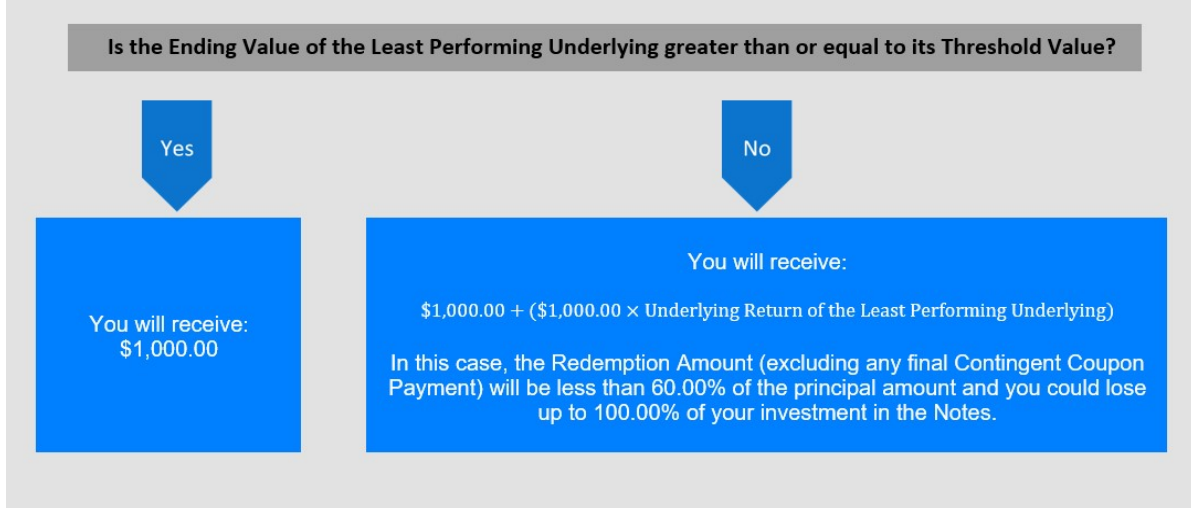 Is the Ending Value of the Least Performing Underlying greater than or equal to its Threshold Value?
Yes
No
You will receive:
$1,000.00
You will receive:
$1,000.00 + ($1,000.00 × Underlying Return of the Least Performing Underlying)
In this case, the Redemption Amount (excluding any final Contingent Coupon
Payment) will be less than 60.00% of the principal amount and you could lose
up to 100.00% of your investment in the Notes.